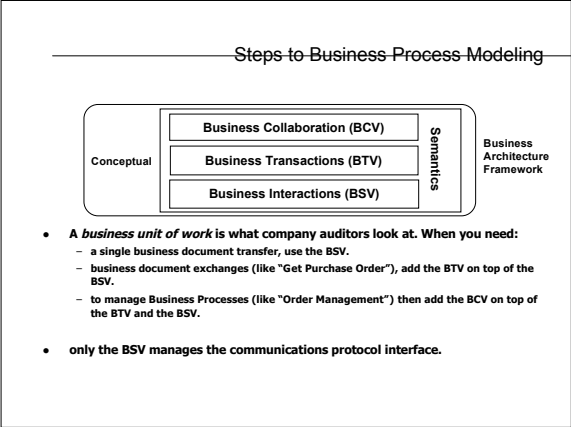 Steps to Business Process Modeling
Conceptual
Business Collaboration (BCV)
Business Transactions (BTV)
Business Interactions (BSV)
Semantics
Business
Architecture
Framework
• A business unit of work is what company auditors look at. When you need:
– a single business document transfer, use the BSV.
– business document exchanges (like “Get Purchase Order”), add the BTV on top of the
BSV.
– to manage Business Processes (like “Order Management”) then add the BCV on top of
the BTV and the BSV.
• only the BSV manages the communications protocol interface.